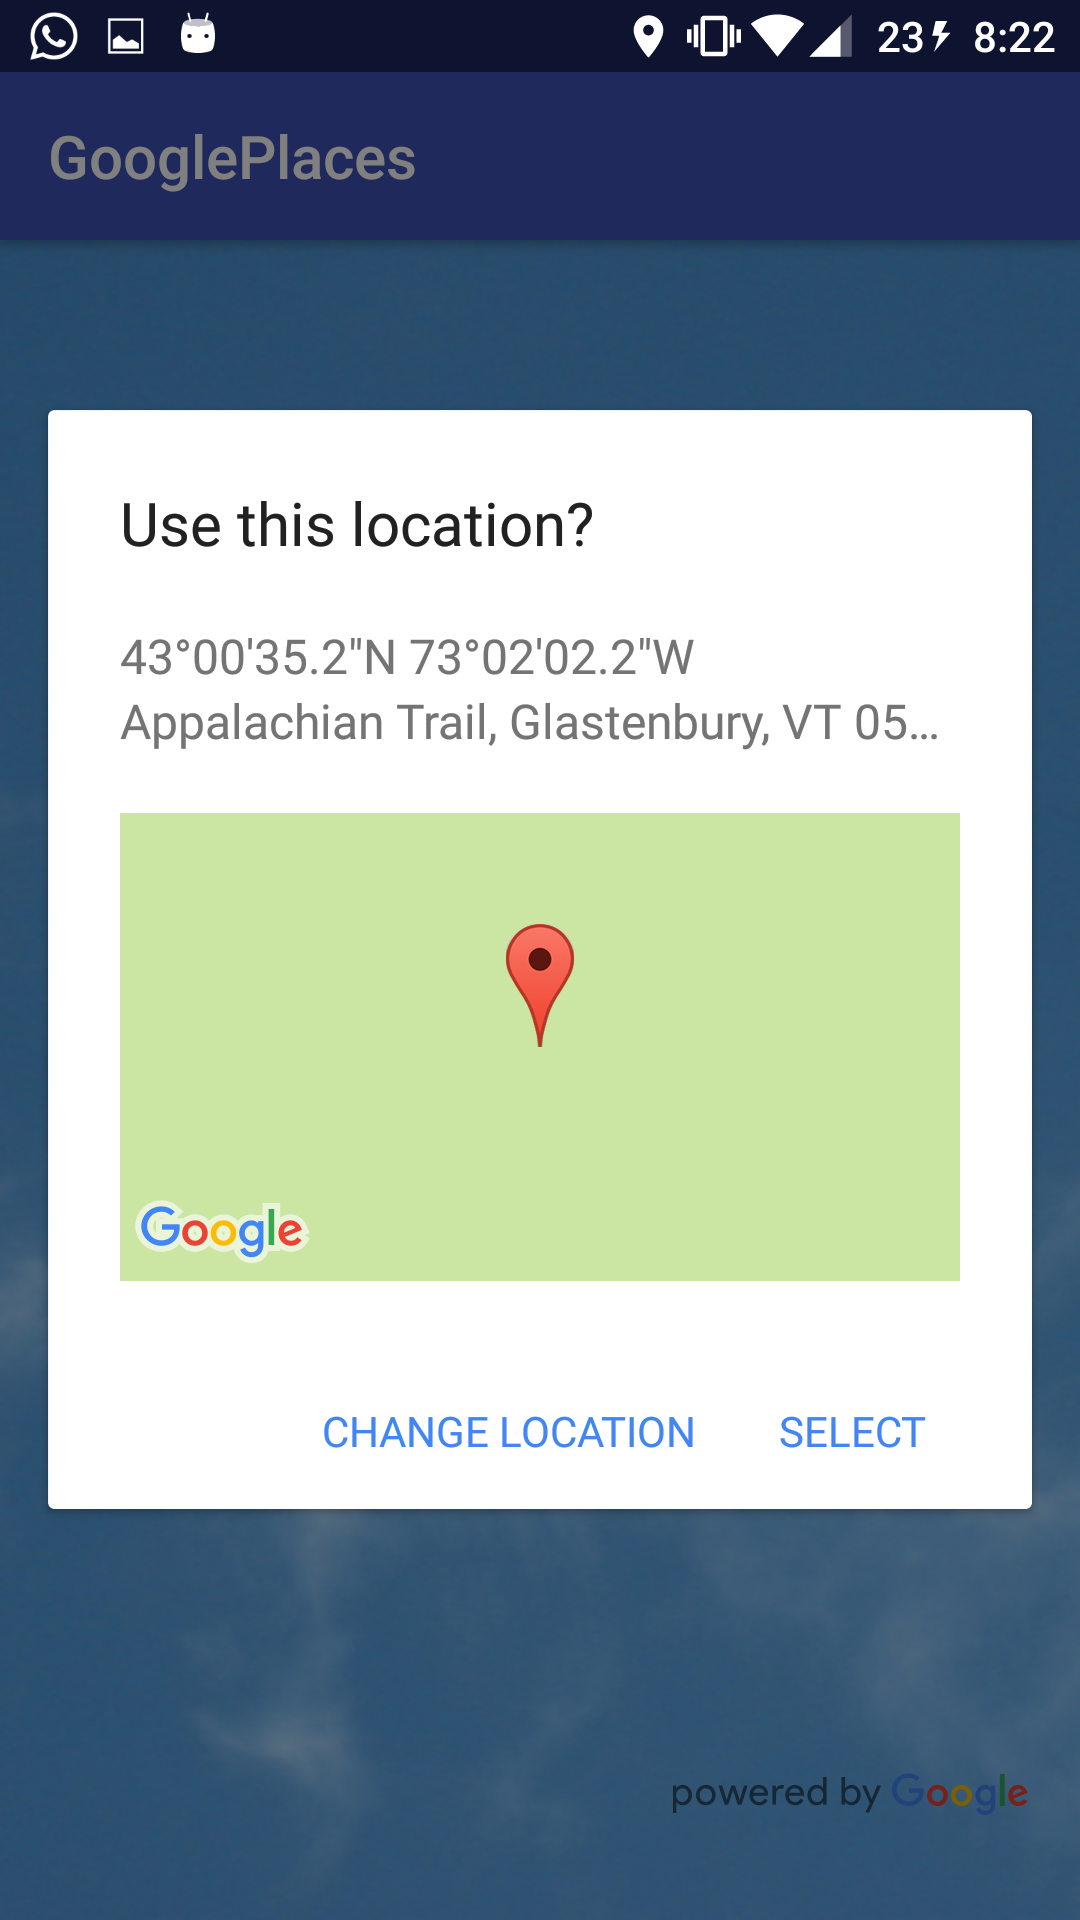 23 8:22
GooglePlaces
Use this location?
43°00'35.2"N 73°02'02.2"W
Appalachian Trail, Glastenbury, VT 05…
Google
CHANGE LOCATION SELECT
powered by Google